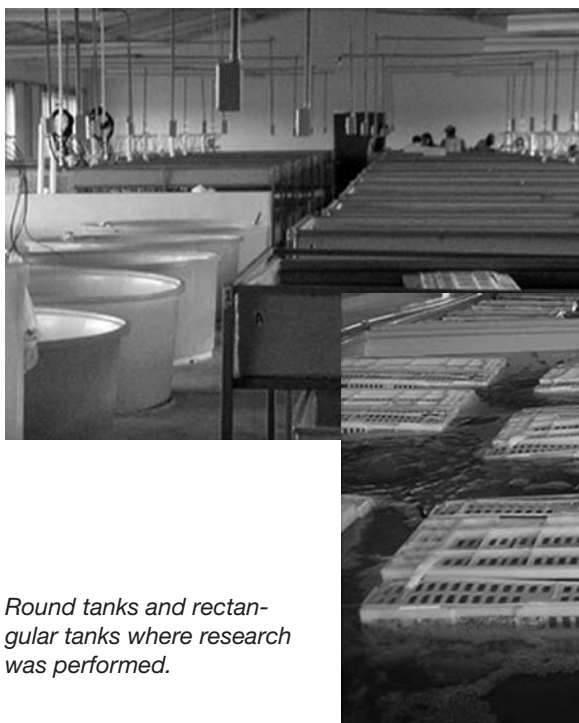 Round tanks and rectan-
gular tanks where research
was performed.